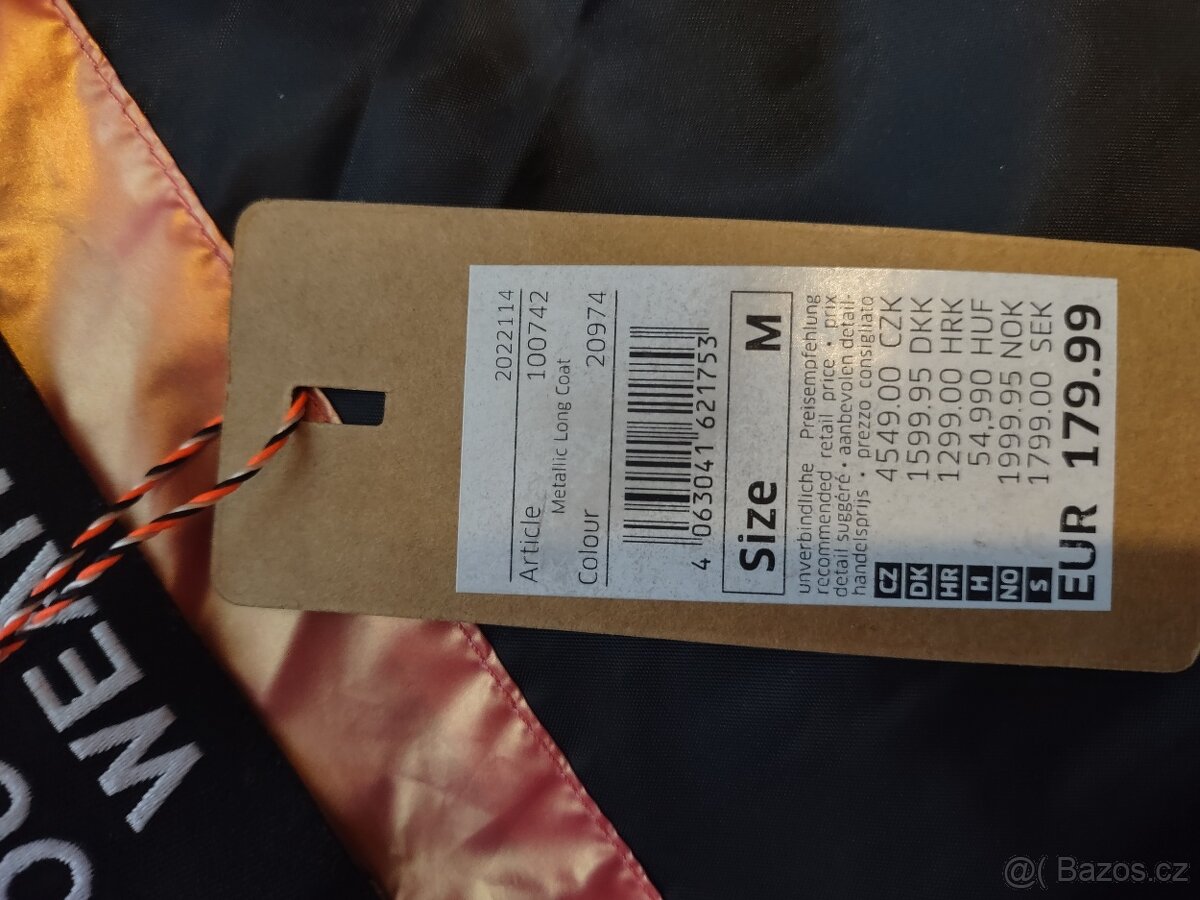 2022114
Article 100742
Metallic Long Coat
Colour 20974
4 063041 621753
Size M
unverbindliche Preisempfehlung
recommended retail price • prix
detail suggéré • aanbevolen detail-
handelsprijs • prezzo consigliato
CZ 4549.00 CZK
DK 1599.95 DKK
HR 1299.00 HRK
H 54,990 HUF
NO 1999.95 NOK
S 1799.00 SEK
EUR 179.99
WE
@( Bazos.cz